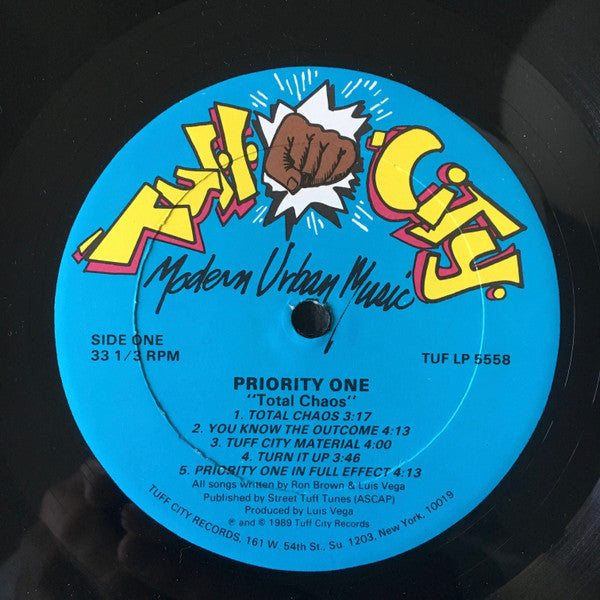 Tuff City
Modern Urban Music
SIDE ONE
33 1/3 RPM
TUF LP 5558
PRIORITY ONE
"Total Chaos"
1. TOTAL CHAOS 3:17
2. YOU KNOW THE OUTCOME 4:13
3. TUFF CITY MATERIAL 4:00
4. TURN IT UP 3:46
5. PRIORITY ONE IN FULL EFFECT 4:13
All songs written by Ron Brown & Luis Vega
Published by Street Tuff Tunes (ASCAP)
Produced by Luis Vega
℗ and © 1989 Tuff City Records
TUFF CITY RECORDS, 161 W. 54th St., Su. 1203, New York, 10019